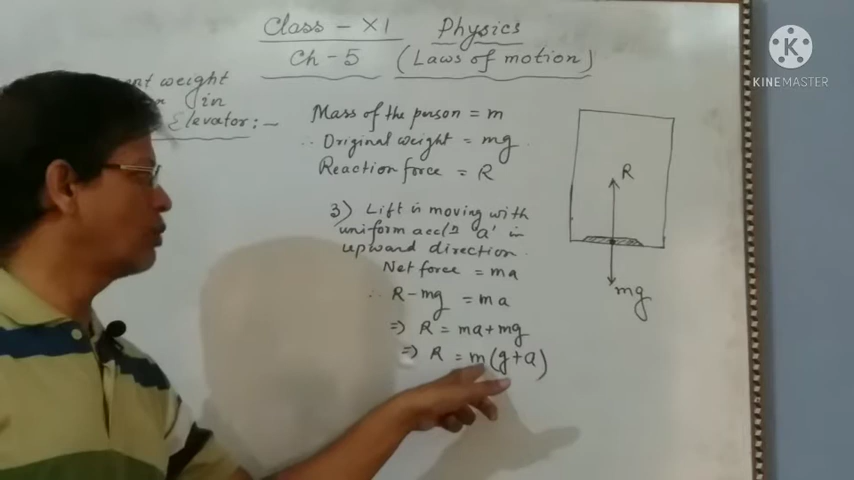 Class - XI Physics
Ch - 5 (Laws of motion)
weight
in
Elevator :-
Mass of the person = m
∴ Original weight = mg
Reaction force = R
3) Lift is moving with
uniform accⁿ 'a' in
upward direction.
Net force = ma
∴ R - mg = ma
⇒ R = ma + mg
⇒ R = m(g+a)
R
mg
K
KINEMASTER